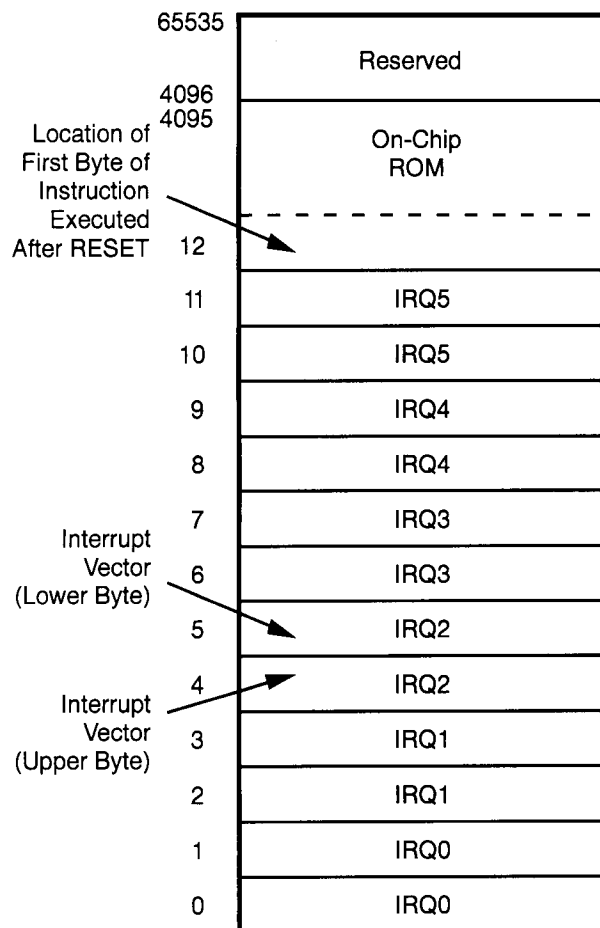 65535
Reserved
4096
4095
On-Chip
ROM
Location of
First Byte of
Instruction
Executed
After RESET
12
11 IRQ5
10 IRQ5
9 IRQ4
8 IRQ4
7 IRQ3
Interrupt
Vector
(Lower Byte)
6 IRQ3
5 IRQ2
4 IRQ2
Interrupt
Vector
(Upper Byte)
3 IRQ1
2 IRQ1
1 IRQ0
0 IRQ0